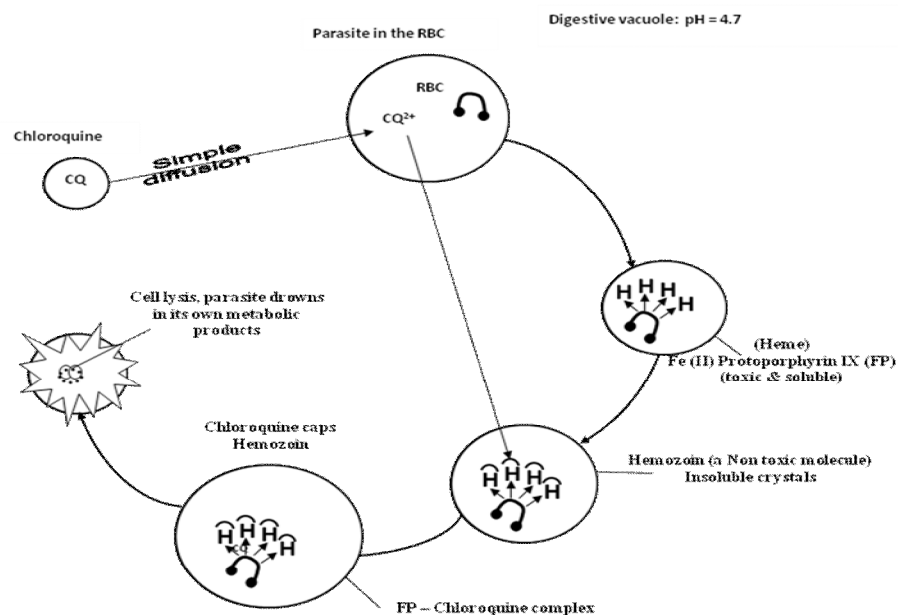 Digestive vacuole: pH = 4.7
Parasite in the RBC
RBC
CQ²⁺
Chloroquine
CQ
Simple
diffusion
H H H H
(Heme)
Fe (II) Protoporphyrin IX (FP)
(toxic & soluble)
Cell lysis, parasite drowns
in its own metabolic
products
Chloroquine caps
Hemozoin
Hemozoin (a Non toxic molecule)
Insoluble crystals
H H H H
H H H H
FP – Chloroquine complex